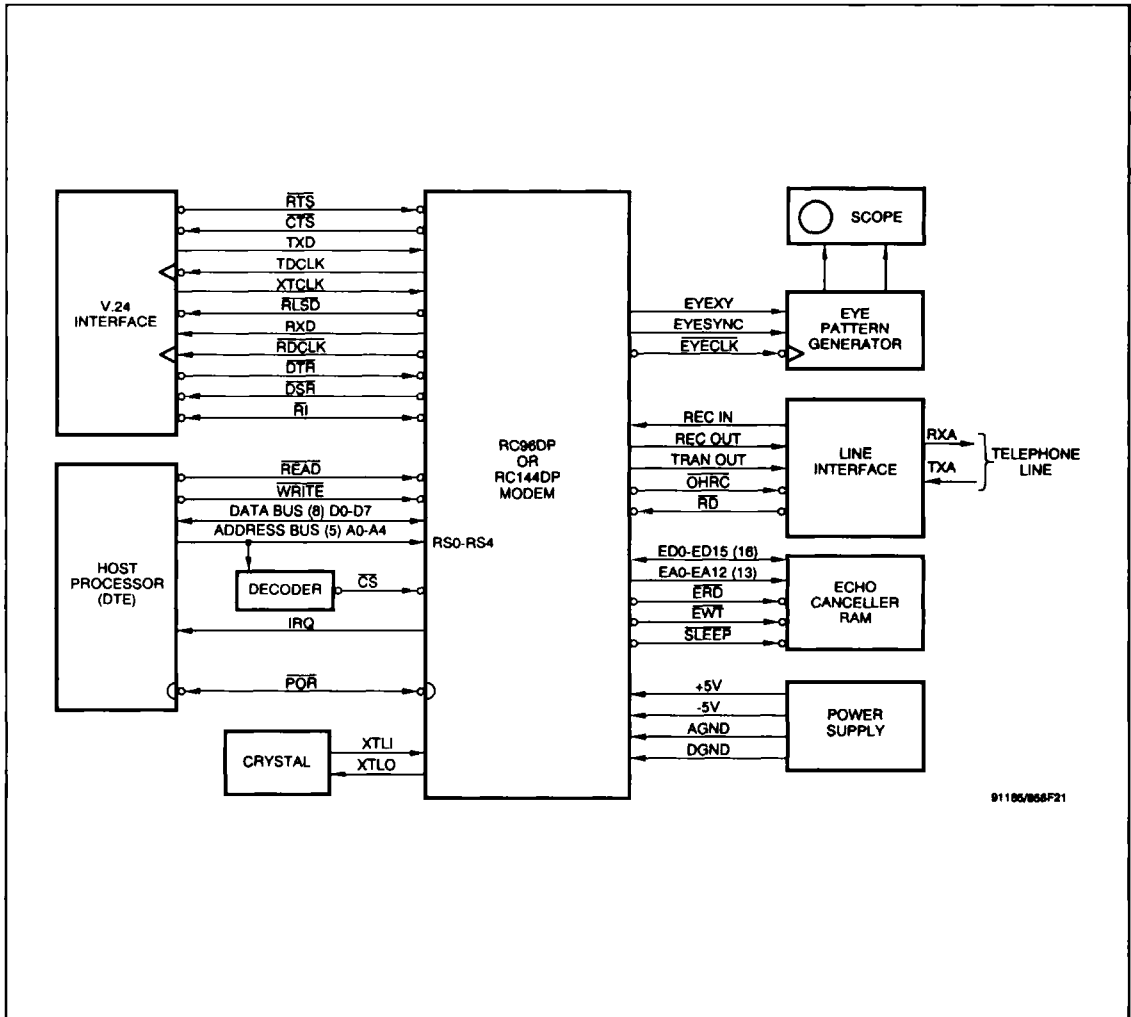 RTS
CTS
TXD
TDCLK
XTCLK
RLSD
RXD
RDCLK
DTR
DSR
RI
V.24
INTERFACE
READ
WRITE
DATA BUS (8) D0-D7
ADDRESS BUS (5) A0-A4
RS0-RS4
HOST
PROCESSOR
(DTE)
DECODER
CS
IRQ
POR
CRYSTAL
XTLI
XTLO
RC96DP
OR
RC144DP
MODEM
SCOPE
EYEXY
EYESYNC
EYECLK
EYE
PATTERN
GENERATOR
REC IN
REC OUT
TRAN OUT
OHRC
RD
LINE
INTERFACE
RXA
TXA
TELEPHONE
LINE
ED0-ED15 (16)
EA0-EA12 (13)
ERD
EWT
SLEEP
ECHO
CANCELLER
RAM
+5V
-5V
AGND
DGND
POWER
SUPPLY